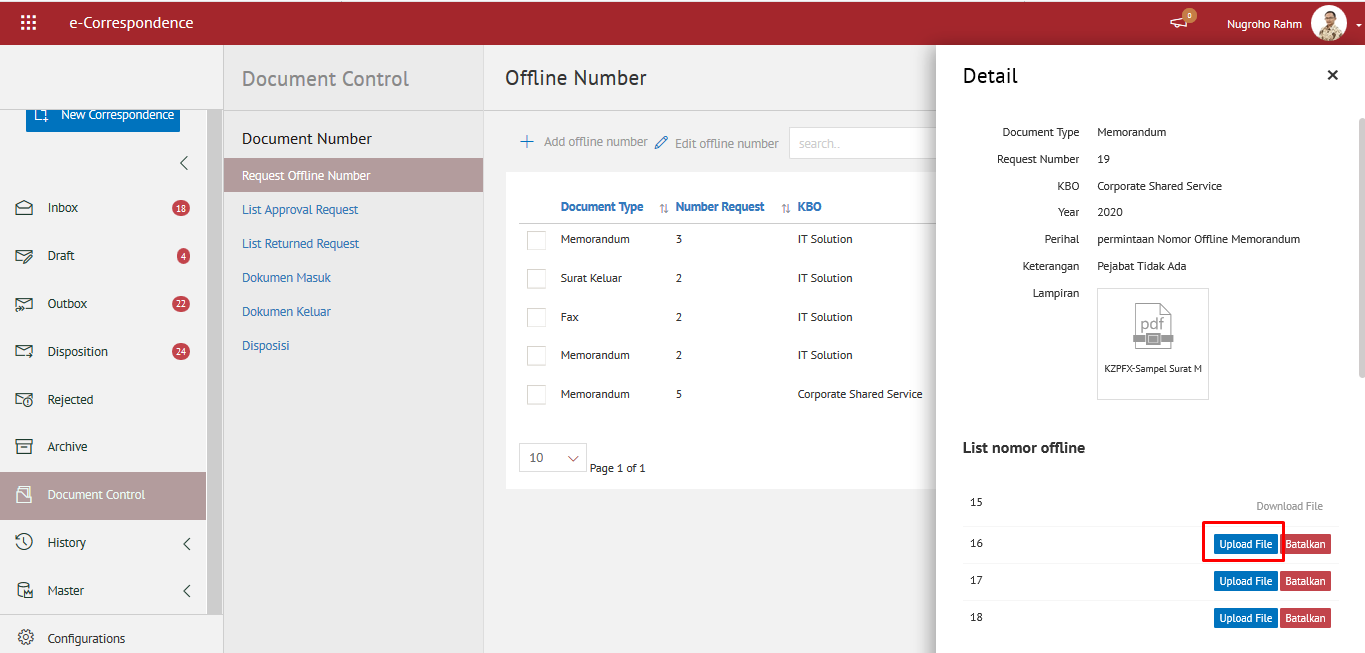 e-Correspondence
0
Nugroho Rahm
New Correspondence
Inbox 18
Draft 4
Outbox 22
Disposition 24
Rejected
Archive
Document Control
History
Master
Configurations
Document Control
Document Number
Request Offline Number
List Approval Request
List Returned Request
Dokumen Masuk
Dokumen Keluar
Disposisi
Offline Number
Add offline number Edit offline number search..
Document Type Number Request KBO
Memorandum 3 IT Solution
Surat Keluar 2 IT Solution
Fax 2 IT Solution
Memorandum 2 IT Solution
Memorandum 5 Corporate Shared Service
10 Page 1 of 1
Detail
Document Type Memorandum
Request Number 19
KBO Corporate Shared Service
Year 2020
Perihal permintaan Nomor Offline Memorandum
Keterangan Pejabat Tidak Ada
Lampiran
pdf
KZPFX-Sampel Surat M
List nomor offline
15 Download File
16 Upload File Batalkan
17 Upload File Batalkan
18 Upload File Batalkan